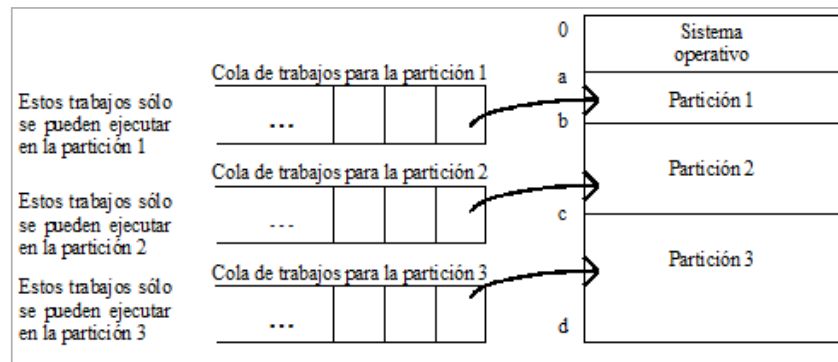 Estos trabajos sólo
se pueden ejecutar
en la partición 1
Cola de trabajos para la partición 1
...
Estos trabajos sólo
se pueden ejecutar
en la partición 2
Cola de trabajos para la partición 2
...
Estos trabajos sólo
se pueden ejecutar
en la partición 3
Cola de trabajos para la partición 3
...
0
Sistema
operativo
a
Partición 1
b
Partición 2
c
Partición 3
d